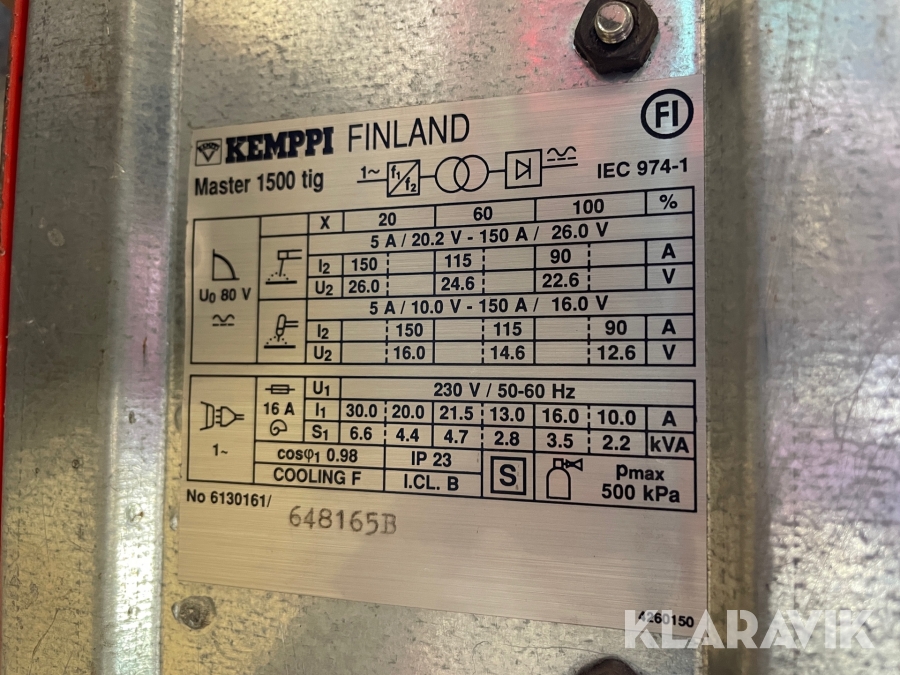 KEMPPI FINLAND
FI
Master 1500 tig
1~ f1 f2
IEC 974-1
X 20 60 100 %
5 A / 20.2 V - 150 A / 26.0 V
I2 150 115 90 A
U0 80 V
U2 26.0 24.6 22.6 V
5 A / 10.0 V - 150 A / 16.0 V
I2 150 115 90 A
U2 16.0 14.6 12.6 V
U1 230 V / 50-60 Hz
16 A
I1 30.0 20.0 21.5 13.0 16.0 10.0 A
S1 6.6 4.4 4.7 2.8 3.5 2.2 kVA
1~
cosφ1 0.98 IP 23 S pmax
COOLING F I.CL. B 500 kPa
No 6130161/
648165B
4260150
KLARAVIK